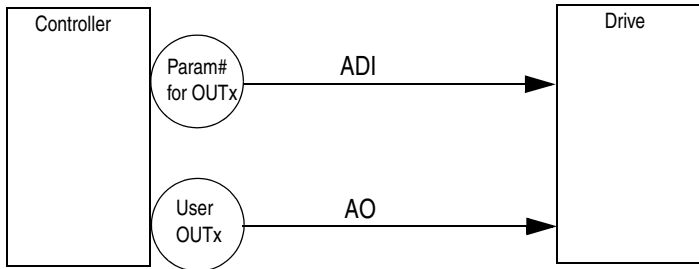 Controller
Drive
Param#
for OUTx
ADI
User
OUTx
AO